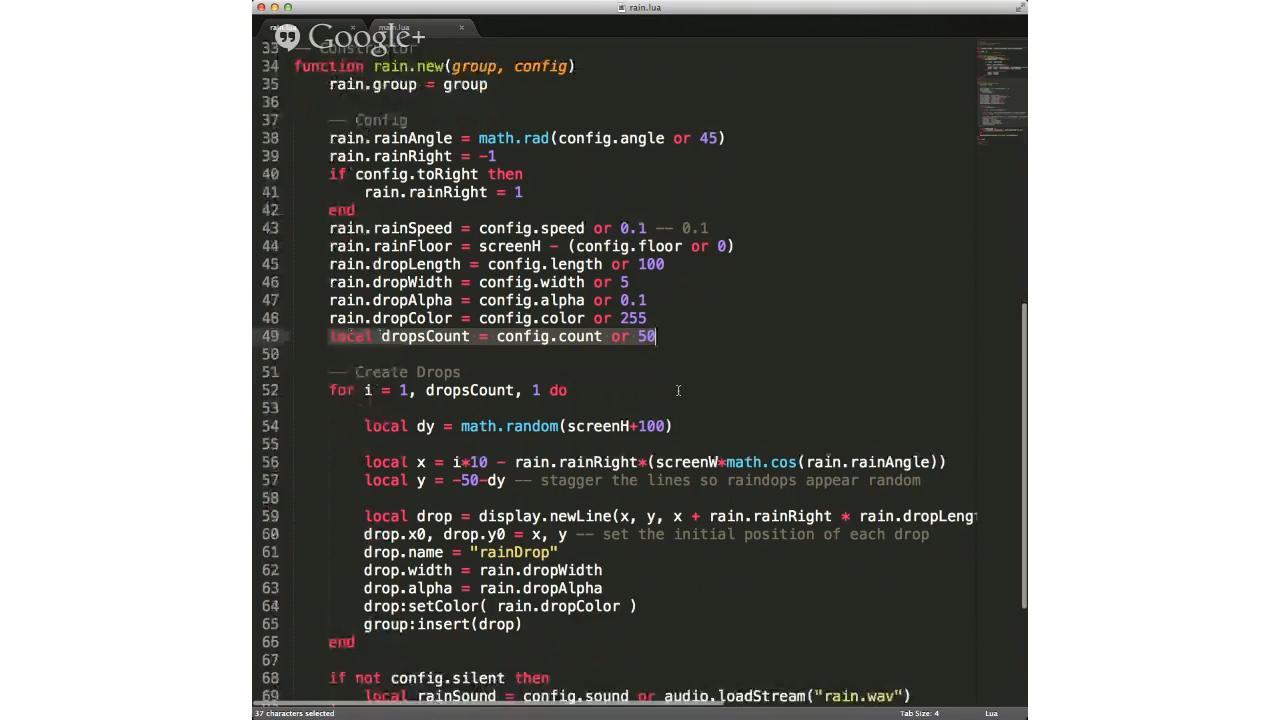 rain.lua
rain.lua main.lua
Google+
33 -- Constructor
34 function rain.new(group, config)
35 rain.group = group
36
37 -- Config
38 rain.rainAngle = math.rad(config.angle or 45)
39 rain.rainRight = -1
40 if config.toRight then
41 rain.rainRight = 1
42 end
43 rain.rainSpeed = config.speed or 0.1 -- 0.1
44 rain.rainFloor = screenH - (config.floor or 0)
45 rain.dropLength = config.length or 100
46 rain.dropWidth = config.width or 5
47 rain.dropAlpha = config.alpha or 0.1
48 rain.dropColor = config.color or 255
49 local dropsCount = config.count or 50
50
51 -- Create Drops
52 for i = 1, dropsCount, 1 do
53
54 local dy = math.random(screenH+100)
55
56 local x = i*10 - rain.rainRight*(screenW*math.cos(rain.rainAngle))
57 local y = -50-dy -- stagger the lines so raindops appear random
58
59 local drop = display.newLine(x, y, x + rain.rainRight * rain.dropLengt
60 drop.x0, drop.y0 = x, y -- set the initial position of each drop
61 drop.name = "rainDrop"
62 drop.width = rain.dropWidth
63 drop.alpha = rain.dropAlpha
64 drop:setColor( rain.dropColor )
65 group:insert(drop)
66 end
67
68 if not config.silent then
69 local rainSound = config.sound or audio.loadStream("rain.wav")
37 characters selected Tab Size: 4 Lua